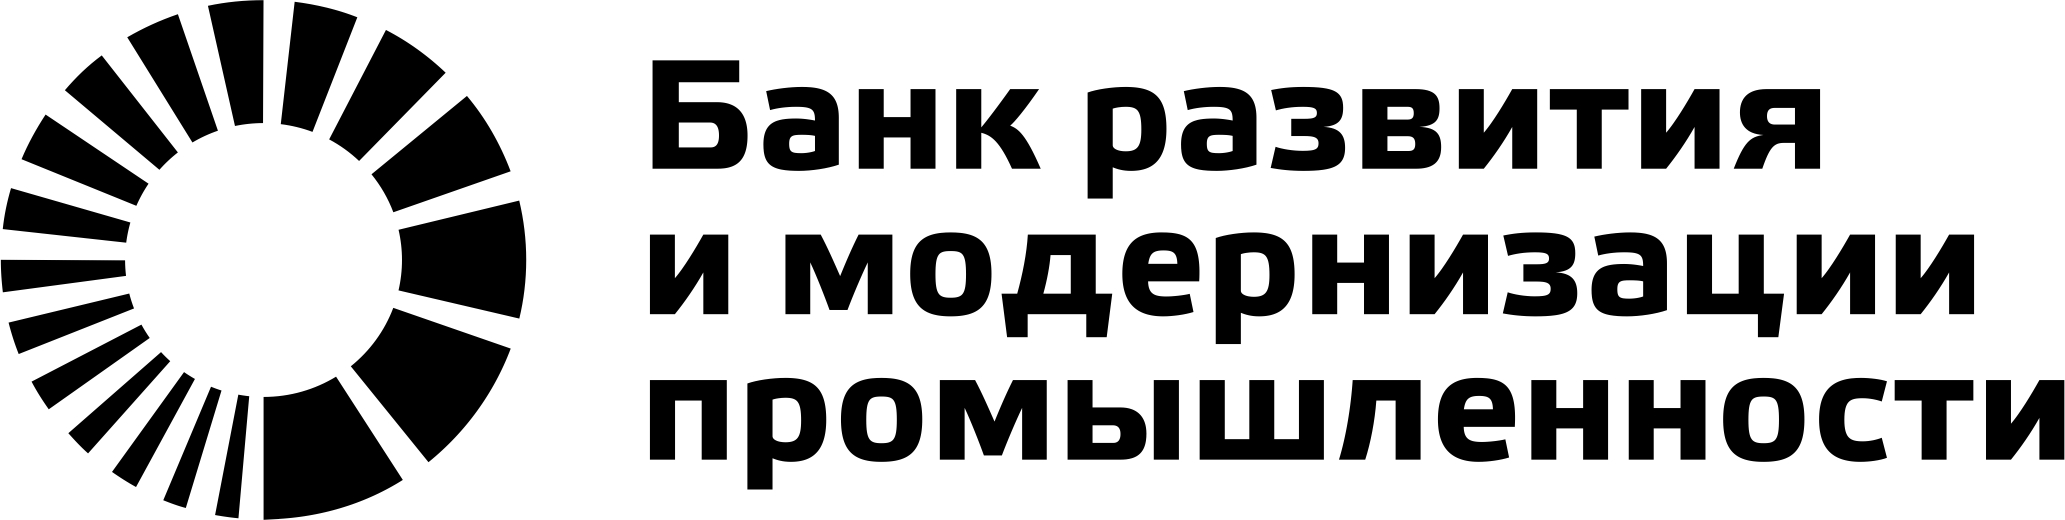 Банк развития
и модернизации
промышленности